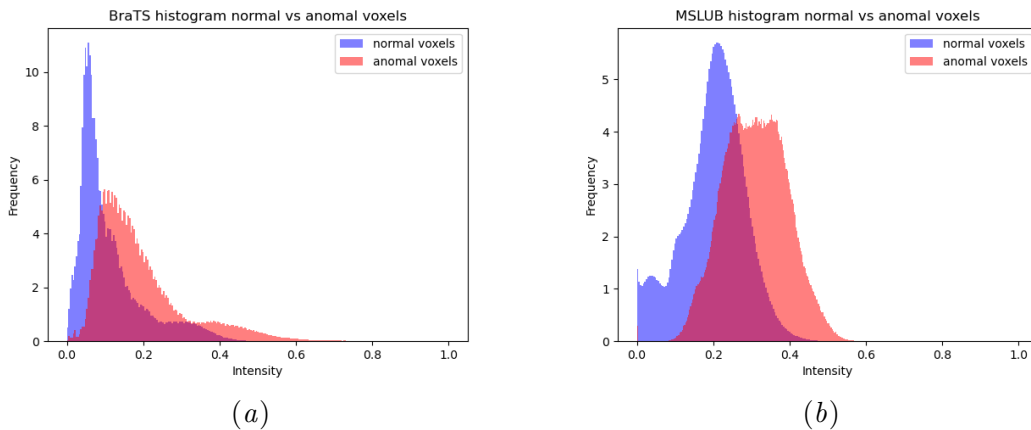 BraTS histogram normal vs anomal voxels
normal voxels
anomal voxels
Frequency
10
8
6
4
2
0
0.0 0.2 0.4 0.6 0.8 1.0
Intensity
(a)
MSLUB histogram normal vs anomal voxels
normal voxels
anomal voxels
Frequency
5
4
3
2
1
0
0.0 0.2 0.4 0.6 0.8 1.0
Intensity
(b)